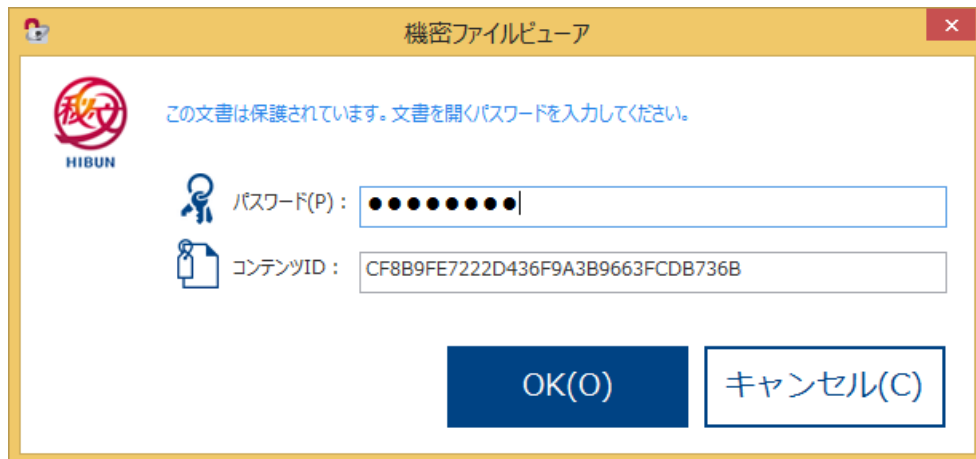 機密ファイルビューア
秘文
HIBUN
この文書は保護されています。文書を開くパスワードを入力してください。
パスワード(P)：●●●●●●●●
コンテンツID： CF8B9FE7222D436F9A3B9663FCDB736B
OK(O) キャンセル(C)